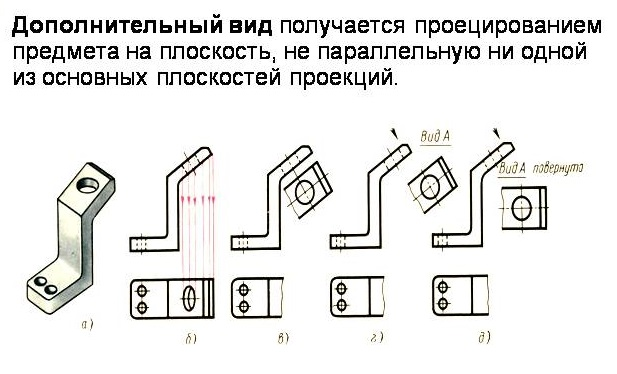 Дополнительный вид получается проецированием
предмета на плоскость, не параллельную ни одной
из основных плоскостей проекций.
Вид А
Вид А повернуто
а) б) в) г) д)